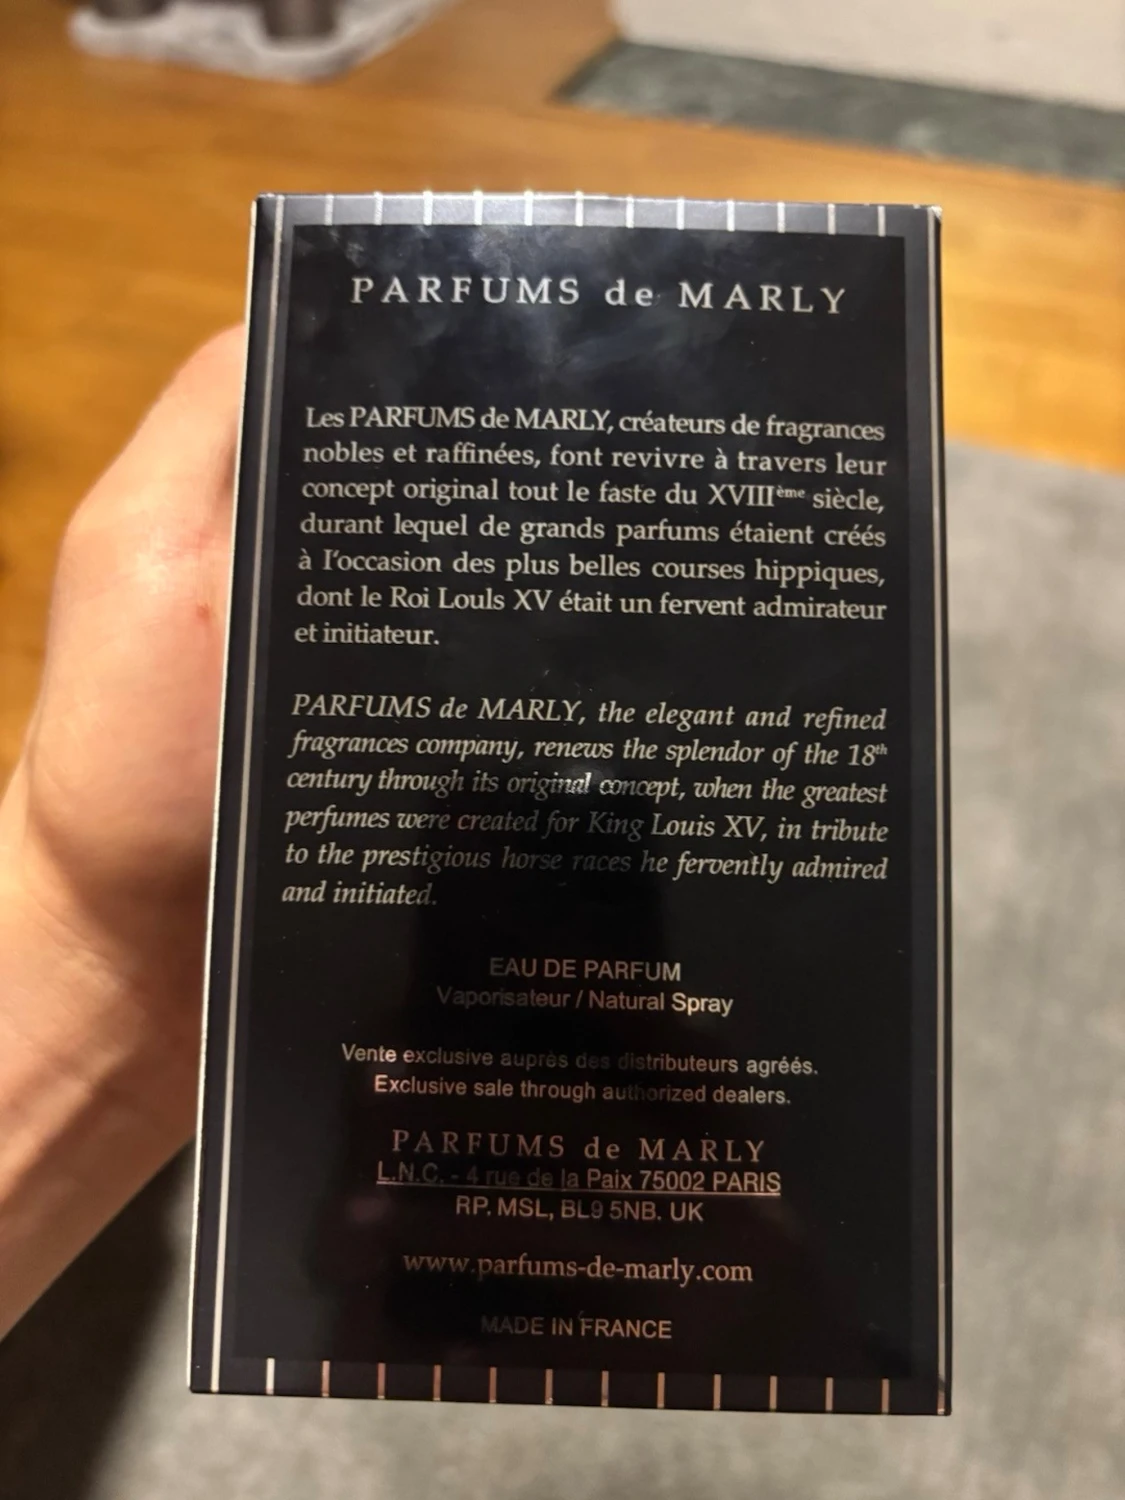 PARFUMS de MARLY
Les PARFUMS de MARLY, créateurs de fragrances
nobles et raffinées, font revivre à travers leur
concept original tout le faste du XVIIIème siècle,
durant lequel de grands parfums étaient créés
à I'occasion des plus belles courses hippiques,
dont le Roi Louls XV était un fervent admirateur
et initiateur.
PARFUMS de MARLY, the elegant and refined
fragrances company, renews the splendor of the 18th
century through its original concept, when the greatest
perfumes were created for King Louis XV, in tribute
to the prestigious horse races he fervently admired
and initiated.
EAU DE PARFUM
Vaporisateur / Natural Spray
Vente exclusive auprès des distributeurs agréés.
Exclusive sale through authorized dealers.
PARFUMS de MARLY
L.N.C. - 4 rue de la Paix 75002 PARIS
RP. MSL, BL9 5NB. UK
www.parfums-de-marly.com
MADE IN FRANCE